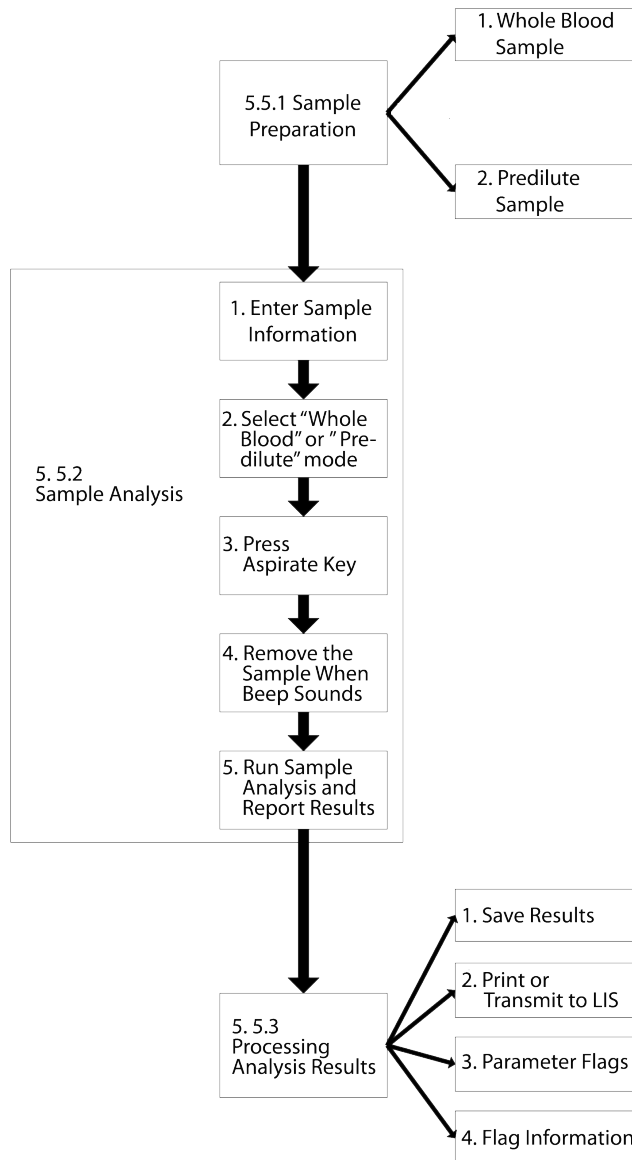 1. Whole Blood
Sample
5.5.1 Sample
Preparation
2. Predilute
Sample
1. Enter Sample
Information
2. Select “Whole
Blood” or ” Pre-
dilute” mode
5. 5.2
Sample Analysis
3. Press
Aspirate Key
4. Remove the
Sample When
Beep Sounds
5. Run Sample
Analysis and
Report Results
1. Save Results
2. Print or
Transmit to LIS
5. 5.3
Processing
Analysis Results
3. Parameter Flags
4. Flag Information